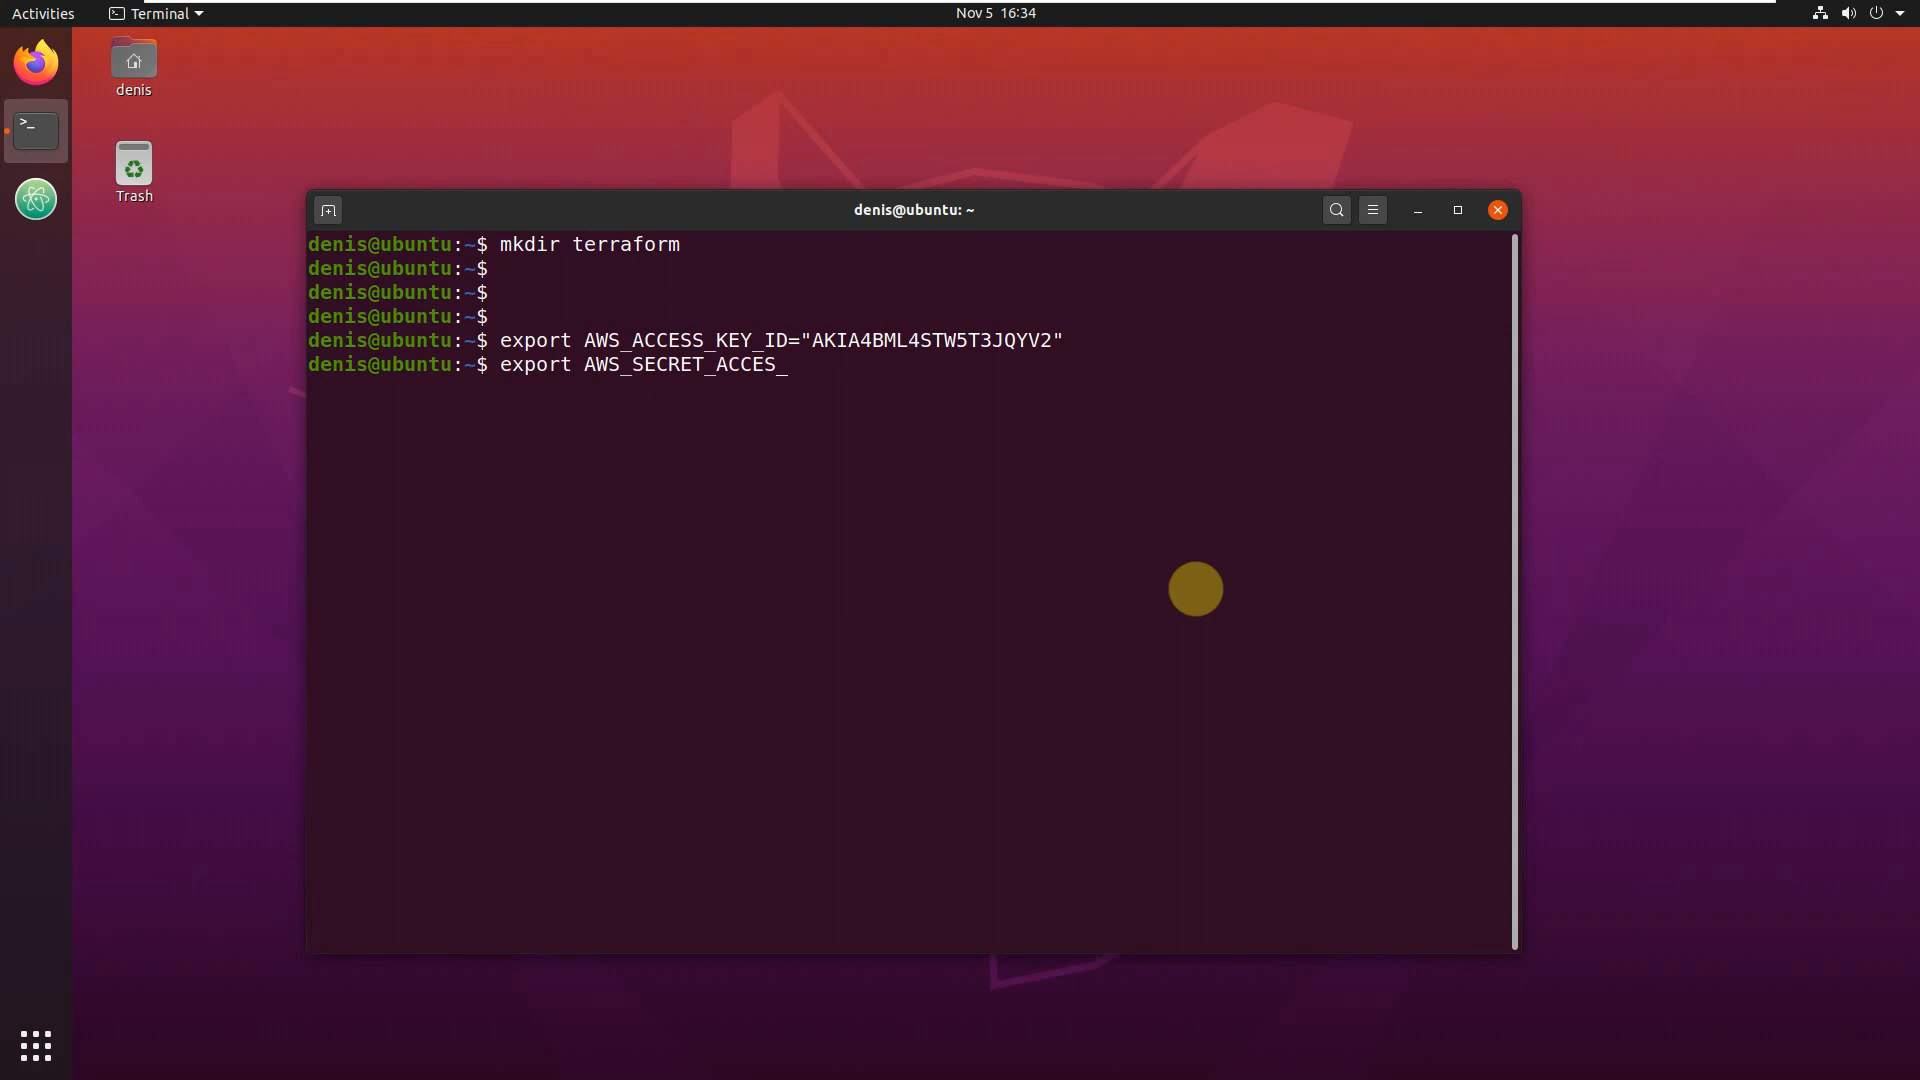 Activities
Terminal
Nov 5 16:34
denis
Trash
denis@ubuntu: ~
denis@ubuntu:~$ mkdir terraform
denis@ubuntu:~$
denis@ubuntu:~$
denis@ubuntu:~$
denis@ubuntu:~$ export AWS_ACCESS_KEY_ID="AKIA4BML4STW5T3JQYV2"
denis@ubuntu:~$ export AWS_SECRET_ACCES_